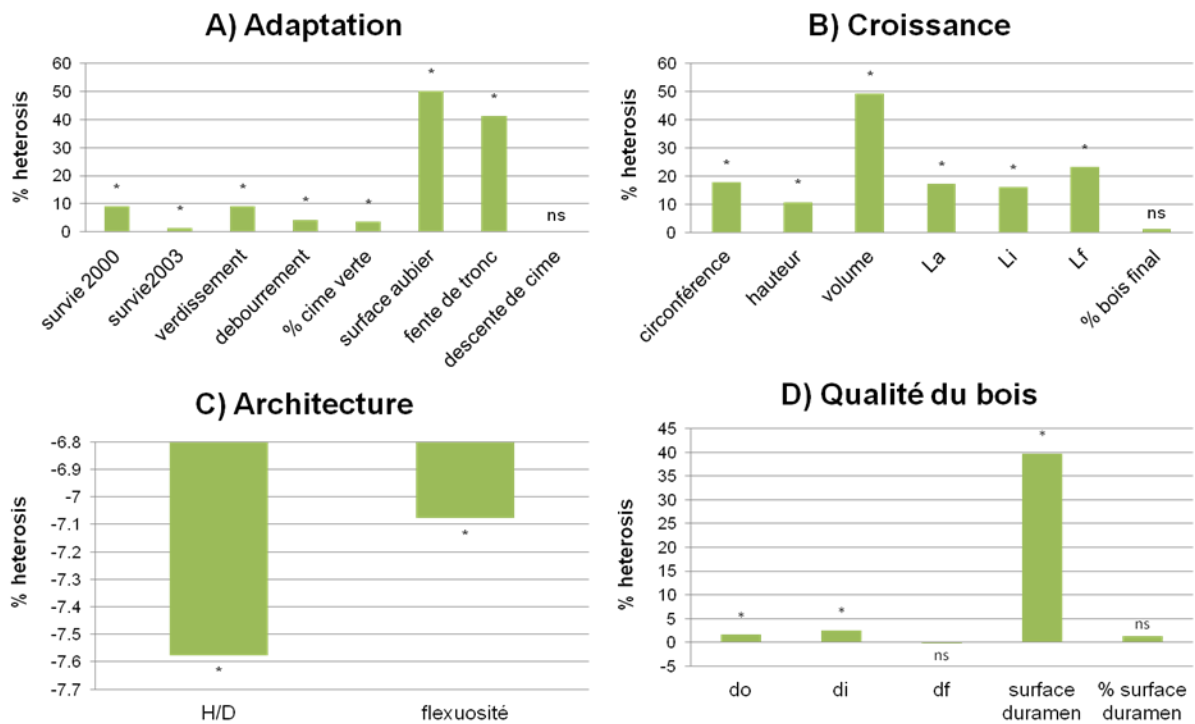 A) Adaptation
% heterosis
60
50
40
30
20
10
0
*
*
*
*
*
*
*
ns
survie 2000
survie2003
verdissement
debourrement
% cime verte
surface aubier
fente de tronc
descente de cime
B) Croissance
% heterosis
60
50
40
30
20
10
0
*
*
*
*
*
*
ns
circonférence
hauteur
volume
La
Li
Lf
% bois final
C) Architecture
% heterosis
-6.8
-6.9
-7
-7.1
-7.2
-7.3
-7.4
-7.5
-7.6
-7.7
*
*
H/D
flexuosité
D) Qualité du bois
% heterosis
45
40
35
30
25
20
15
10
5
0
-5
*
*
ns
*
ns
do
di
df
surface
duramen
% surface
duramen